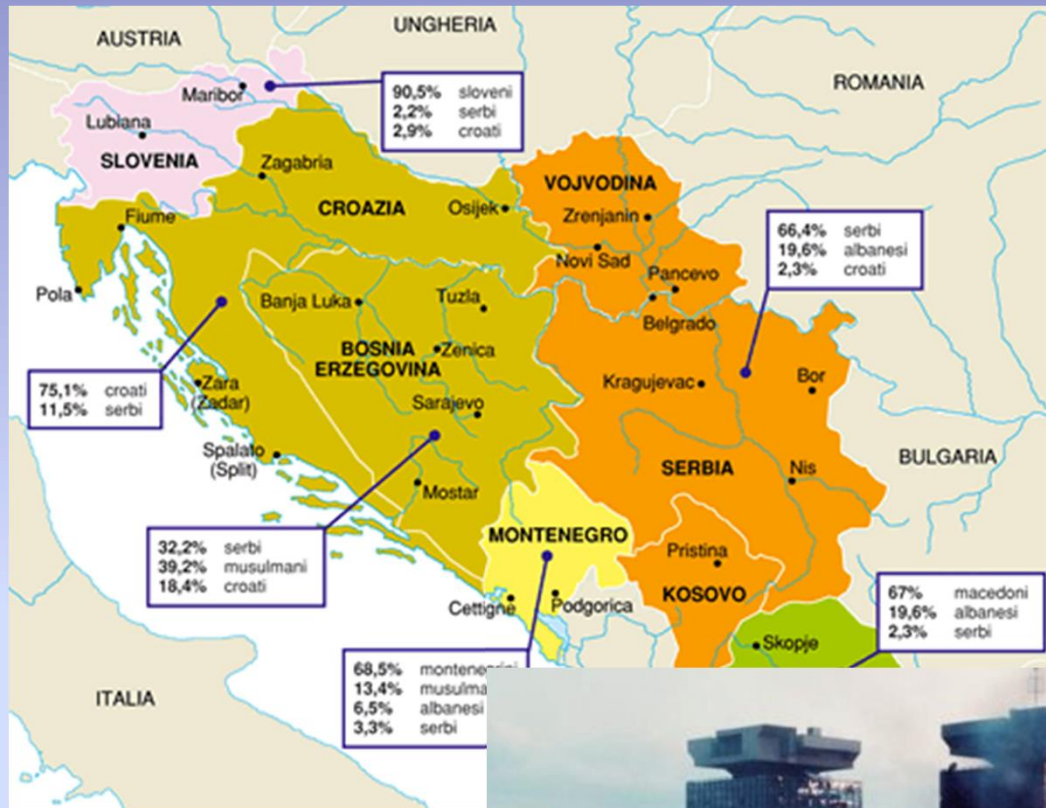 AUSTRIA
UNGHERIA
ROMANIA
Maribor
90,5% sloveni
2,2% serbi
2,9% croati
Lubiana
SLOVENIA
Zagabria
VOJVODINA
CROAZIA
Osijek
Zrenjanin
Fiume
66,4% serbi
19,6% albanesi
2,3% croati
Novi Sad
Pancevo
Pola
Banja Luka
Tuzla
Belgrado
BOSNIA
ERZEGOVINA
Zenica
Kragujevac
Bor
75,1% croati
11,5% serbi
Zara
(Zadar)
Sarajevo
Spalato
(Split)
SERBIA
Nis
BULGARIA
Mostar
32,2% serbi
39,2% musulmani
18,4% croati
MONTENEGRO
Pristina
KOSOVO
Cettigne
Podgorica
67% macedoni
19,6% albanesi
2,3% serbi
Skopje
68,5% montenegrini
13,4% musulma
6,5% albanesi
3,3% serbi
ITALIA